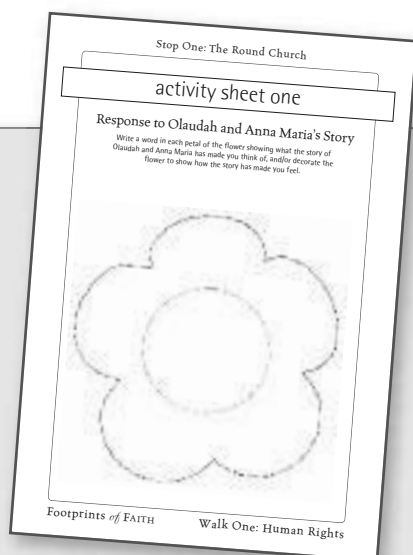 Stop One: The Round Church
activity sheet one
Response to Olaudah and Anna Maria's Story
Write a word in each petal of the flower showing what the story of
Olaudah and Anna Maria has made you think of, and/or decorate the
flower to show how the story has made you feel.
Footprints of FAITH
Walk One: Human Rights